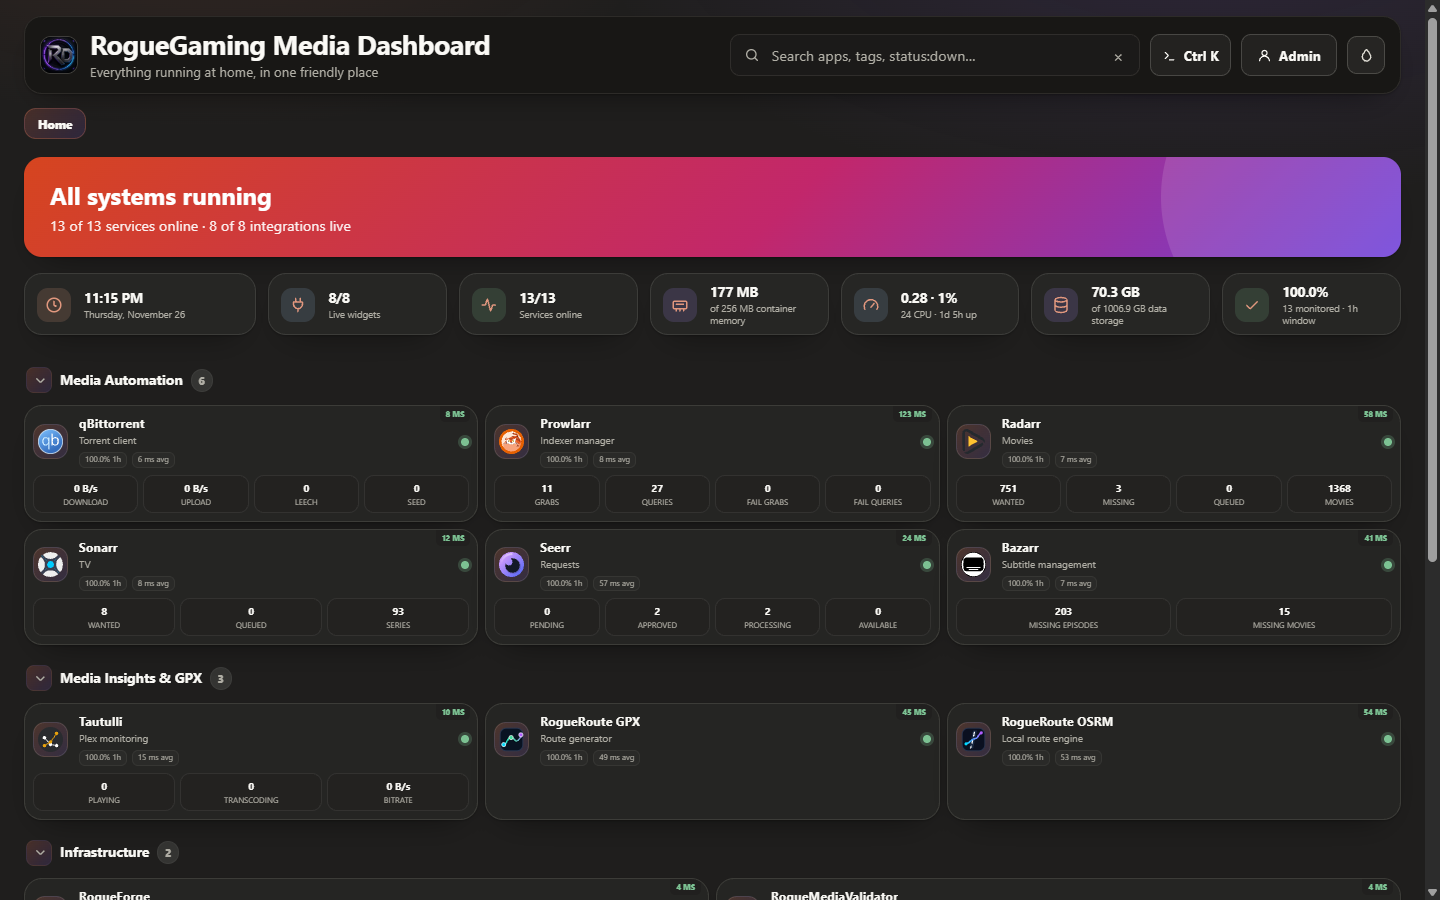 RogueGaming Media Dashboard
Everything running at home, in one friendly place
Search apps, tags, status:down...
×
Ctrl K
Admin
Home
All systems running
13 of 13 services online · 8 of 8 integrations live
11:15 PM
Thursday, November 26
8/8
Live widgets
13/13
Services online
177 MB
of 256 MB container
memory
0.28 · 1%
24 CPU · 1d 5h up
70.3 GB
of 1006.9 GB data
storage
100.0%
13 monitored · 1h
window
Media Automation 6
8 MS
qBittorrent
Torrent client
100.0% 1h 6 ms avg
0 B/s
DOWNLOAD
0 B/s
UPLOAD
0
LEECH
0
SEED
123 MS
Prowlarr
Indexer manager
100.0% 1h 8 ms avg
11
GRABS
27
QUERIES
0
FAIL GRABS
0
FAIL QUERIES
58 MS
Radarr
Movies
100.0% 1h 7 ms avg
751
WANTED
3
MISSING
0
QUEUED
1368
MOVIES
12 MS
Sonarr
TV
100.0% 1h 8 ms avg
8
WANTED
0
QUEUED
93
SERIES
24 MS
Seerr
Requests
100.0% 1h 57 ms avg
0
PENDING
2
APPROVED
2
PROCESSING
0
AVAILABLE
41 MS
Bazarr
Subtitle management
100.0% 1h 7 ms avg
203
MISSING EPISODES
15
MISSING MOVIES
Media Insights & GPX 3
10 MS
Tautulli
Plex monitoring
100.0% 1h 15 ms avg
0
PLAYING
0
TRANSCODING
0 B/s
BITRATE
45 MS
RogueRoute GPX
Route generator
100.0% 1h 49 ms avg
54 MS
RogueRoute OSRM
Local route engine
100.0% 1h 53 ms avg
Infrastructure 2
4 MS
RogueForge
4 MS
RogueMediaValidator